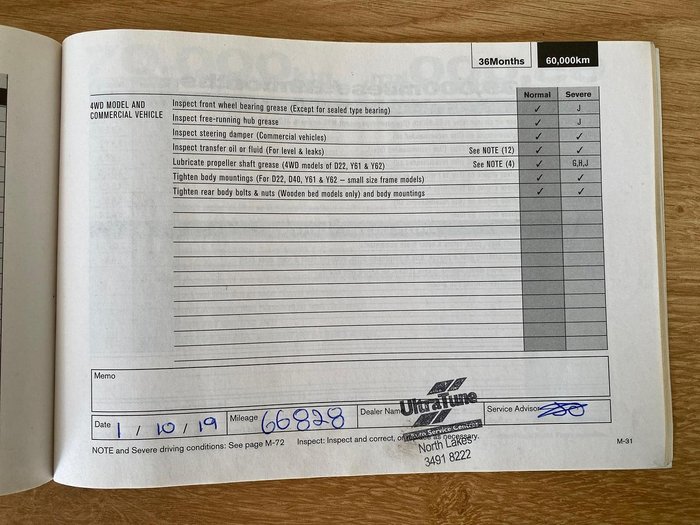 36Months 60,000km
Normal Severe
4WD MODEL AND COMMERCIAL VEHICLE
Inspect front wheel bearing grease (Except for sealed type bearing) ✓ J
Inspect free-running hub grease ✓ J
Inspect steering damper (Commercial vehicles) ✓ ✓
Inspect transfer oil or fluid (For level & leaks) See NOTE (12) ✓ ✓
Lubricate propeller shaft grease (4WD models of D22, Y61 & Y62) See NOTE (4) ✓ G,H,J
Tighten body mountings (For D22, D40, Y61 & Y62 – small size frame models) ✓ ✓
Tighten rear body bolts & nuts (Wooden bed models only) and body mountings ✓ ✓
Memo
Date 1 / 10 / 19 Mileage 66828 Dealer Name Service Advisor
UltraTune
Auto Service Centres
North Lakes
3491 8222
NOTE and Severe driving conditions: See page M-72 Inspect: Inspect and correct, as necessary.
M-31